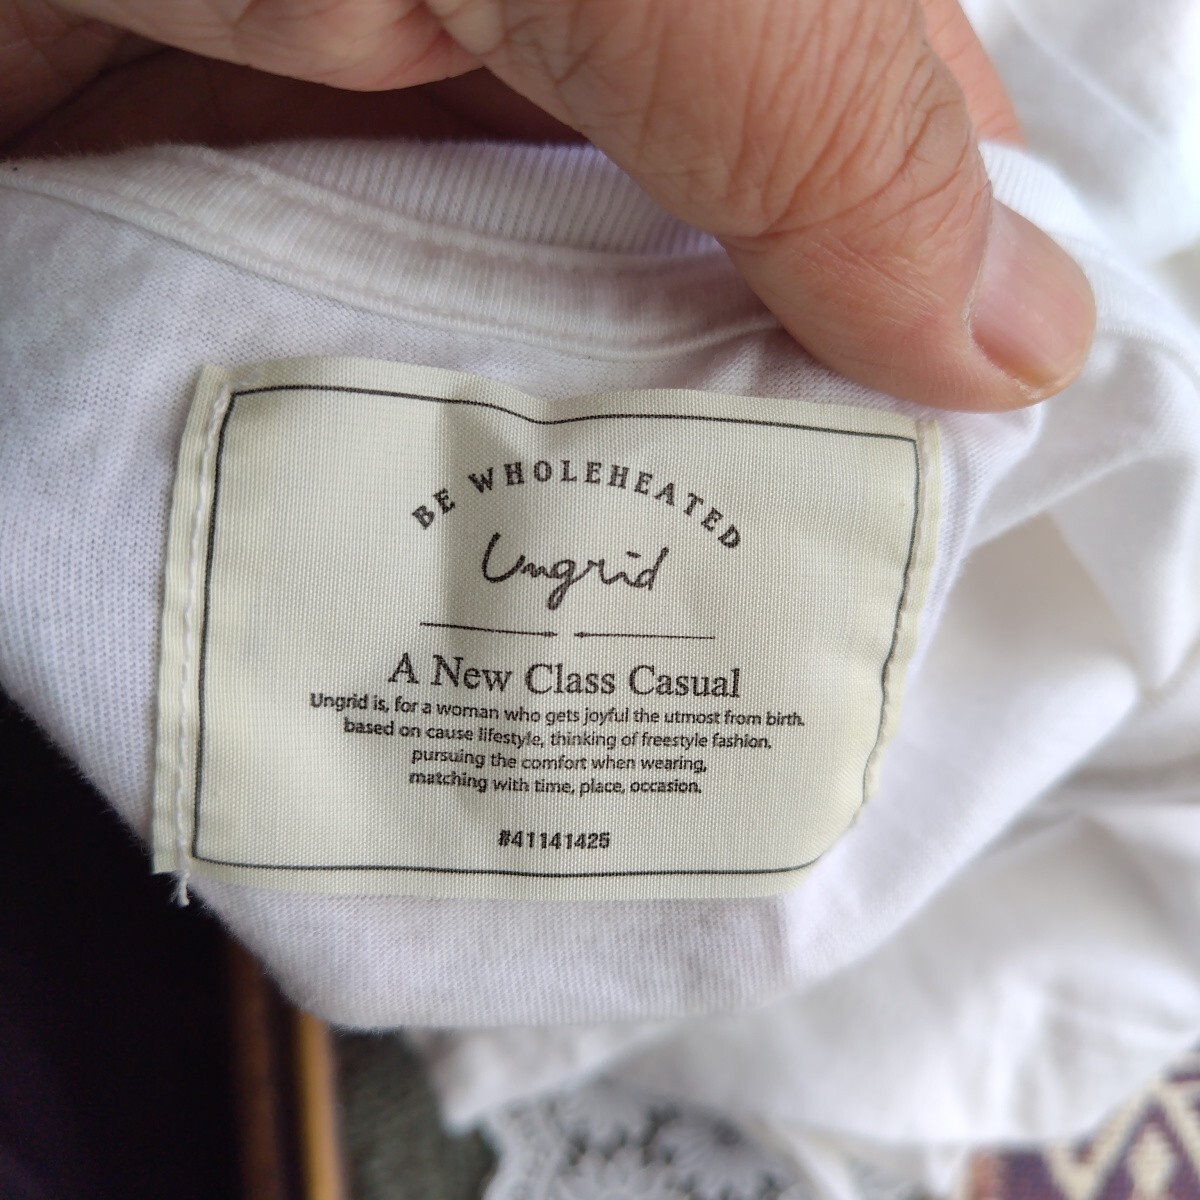 BE WHOLEHEATED
Ungrid
A New Class Casual
Ungrid is, for a woman who gets joyful the utmost from birth.
based on cause lifestyle, thinking of freestyle fashion.
pursuing the comfort when wearing,
matching with time, place, occasion.
#41141425